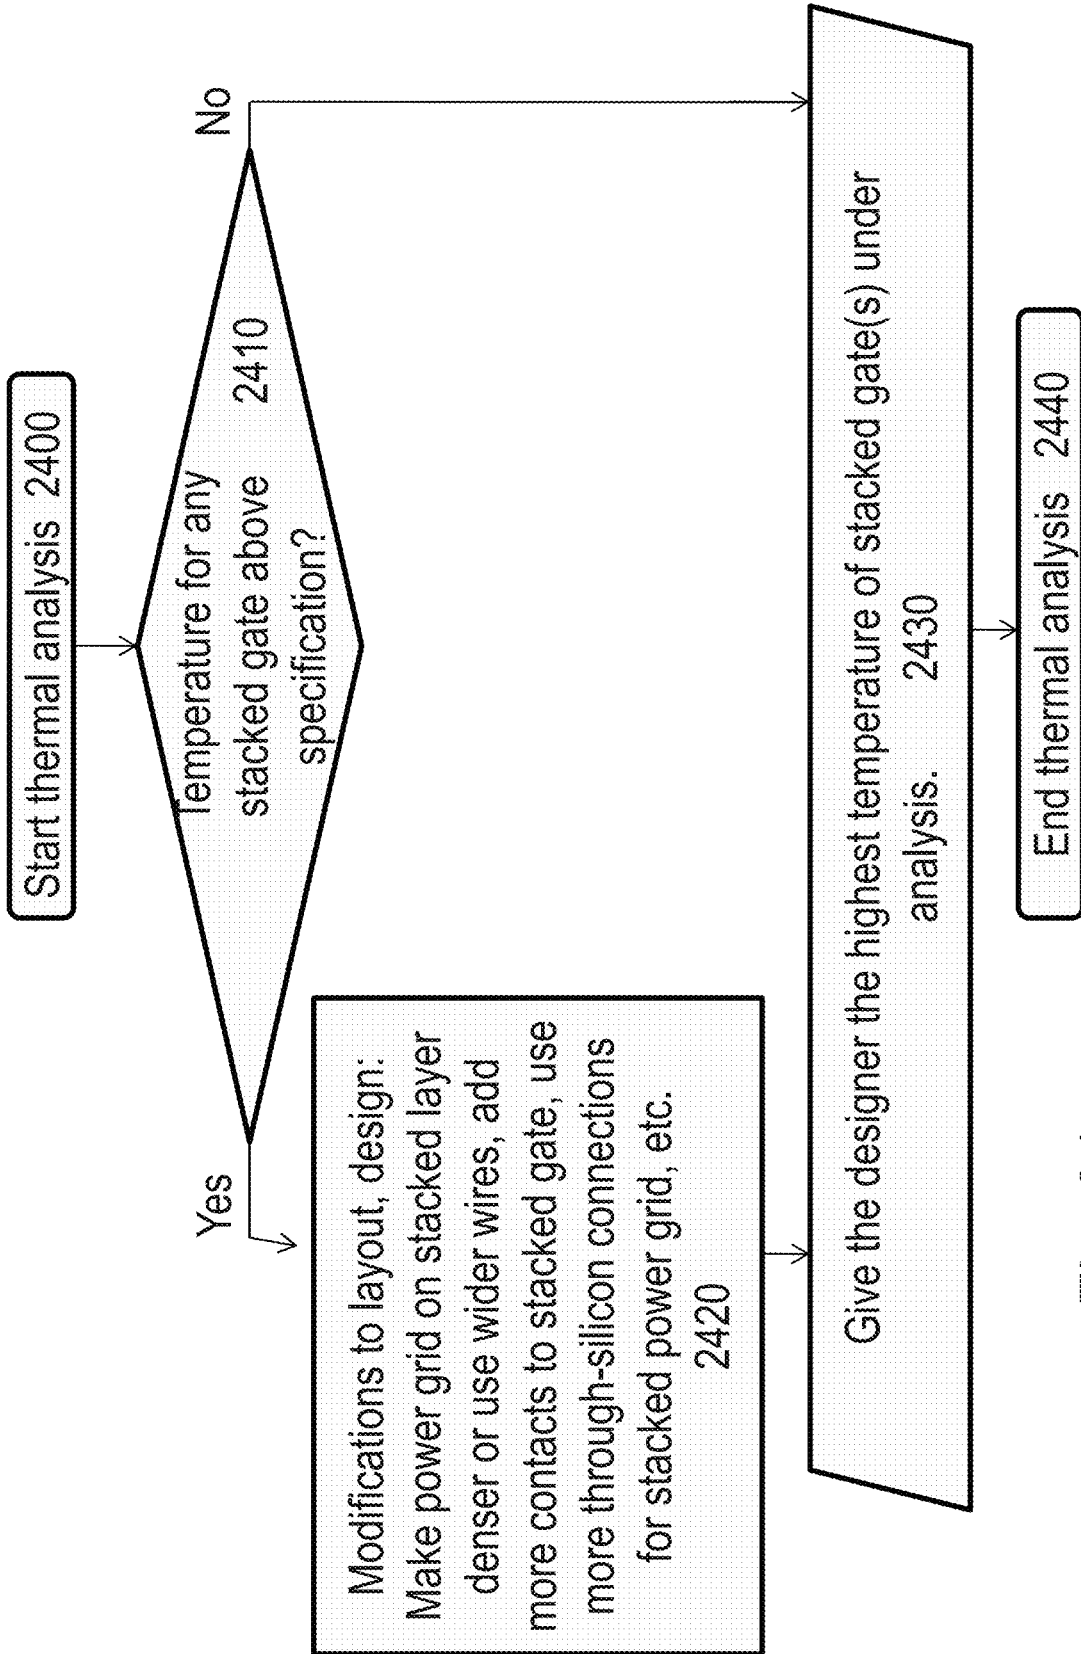 Start thermal analysis 2400
Temperature for any
stacked gate above 2410
specification?
Yes
No
Modifications to layout, design:
Make power grid on stacked layer
denser or use wider wires, add
more contacts to stacked gate, use
more through-silicon connections
for stacked power grid, etc.
2420
Give the designer the highest temperature of stacked gate(s) under
analysis. 2430
End thermal analysis 2440